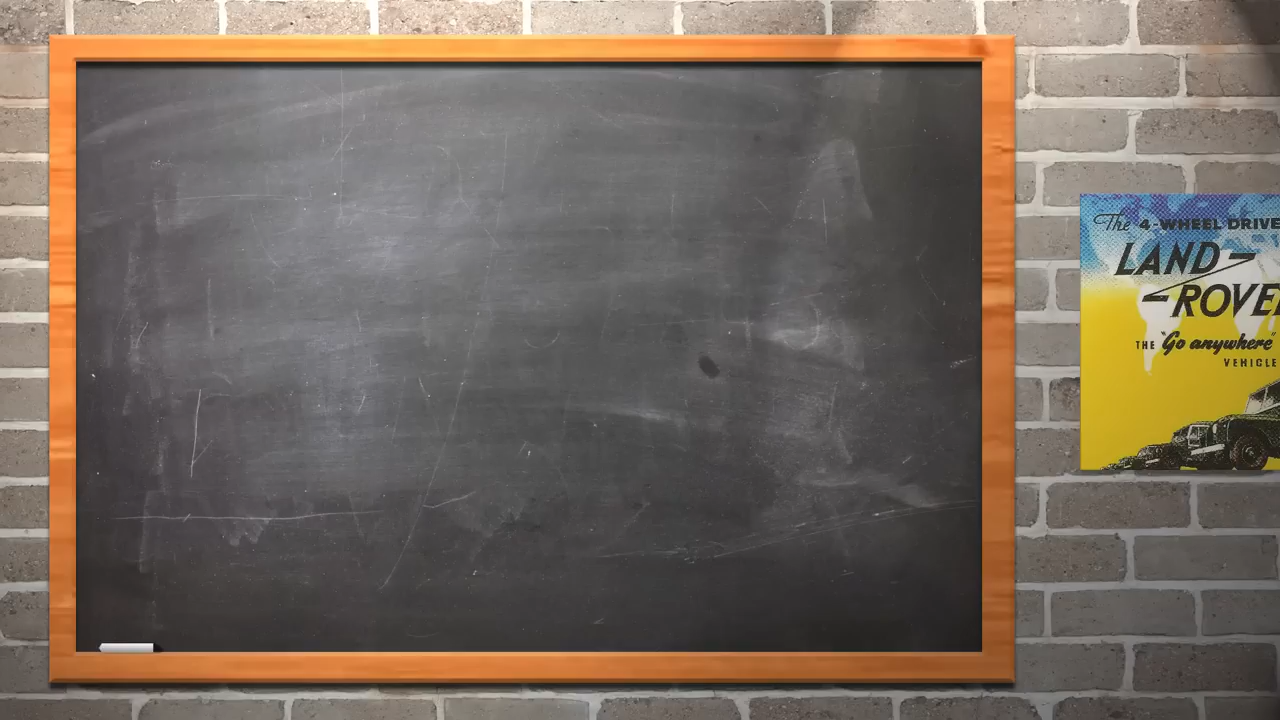 The 4-WHEEL DRIVE
LAND-
-ROVE
THE "Go anywhere"
VEHICLE